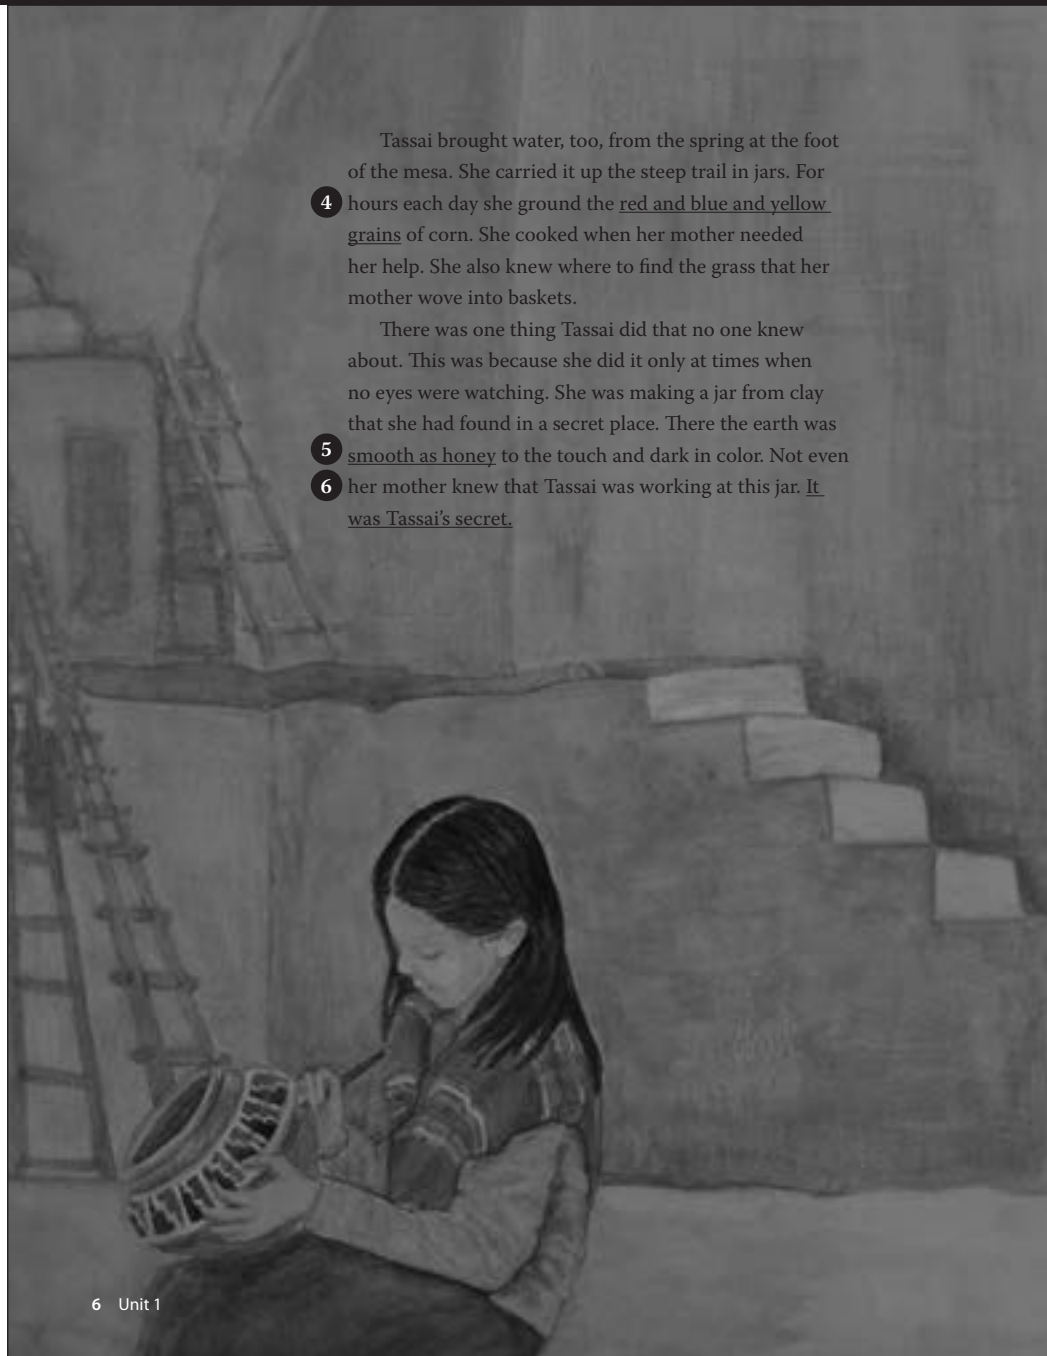 Tassai brought water, too, from the spring at the foot
of the mesa. She carried it up the steep trail in jars. For
4 hours each day she ground the red and blue and yellow
grains of corn. She cooked when her mother needed
her help. She also knew where to find the grass that her
mother wove into baskets.
There was one thing Tassai did that no one knew
about. This was because she did it only at times when
no eyes were watching. She was making a jar from clay
that she had found in a secret place. There the earth was
5 smooth as honey to the touch and dark in color. Not even
6 her mother knew that Tassai was working at this jar. It
was Tassai’s secret.
6 Unit 1